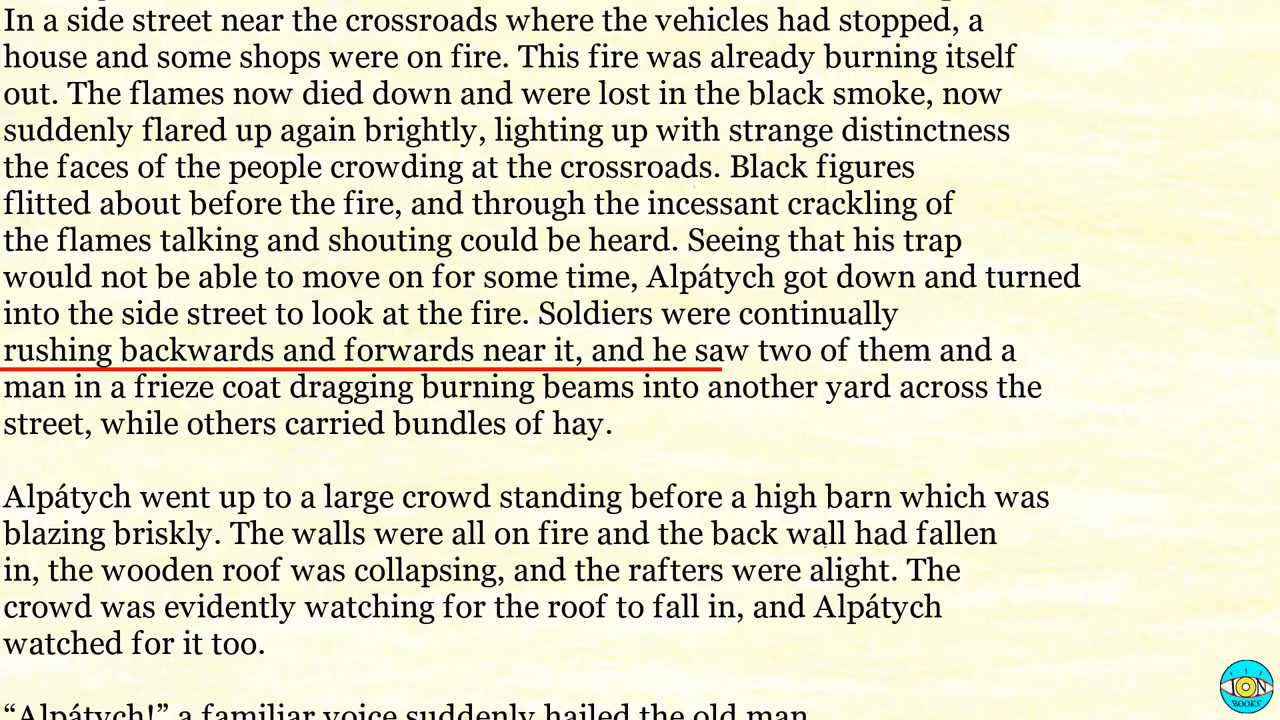 In a side street near the crossroads where the vehicles had stopped, a
house and some shops were on fire. This fire was already burning itself
out. The flames now died down and were lost in the black smoke, now
suddenly flared up again brightly, lighting up with strange distinctness
the faces of the people crowding at the crossroads. Black figures
flitted about before the fire, and through the incessant crackling of
the flames talking and shouting could be heard. Seeing that his trap
would not be able to move on for some time, Alpátych got down and turned
into the side street to look at the fire. Soldiers were continually
rushing backwards and forwards near it, and he saw two of them and a
man in a frieze coat dragging burning beams into another yard across the
street, while others carried bundles of hay.
Alpátych went up to a large crowd standing before a high barn which was
blazing briskly. The walls were all on fire and the back wall had fallen
in, the wooden roof was collapsing, and the rafters were alight. The
crowd was evidently watching for the roof to fall in, and Alpátych
watched for it too.
“Alpátych!” a familiar voice suddenly hailed the old man.
ION
BOOKS